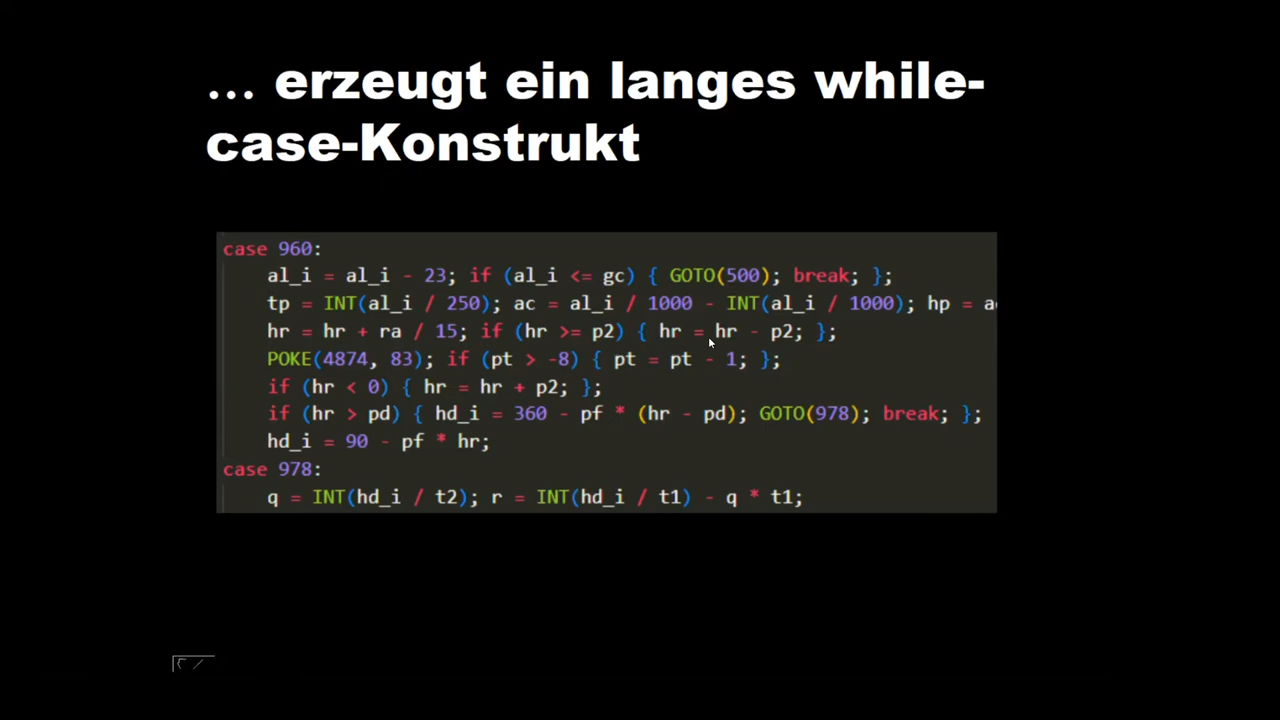 ... erzeugt ein langes while-
case-Konstrukt
case 960:
al_i = al_i - 23; if (al_i <= gc) { GOTO(500); break; };
tp = INT(al_i / 250); ac = al_i / 1000 - INT(al_i / 1000); hp =
hr = hr + ra / 15; if (hr >= p2) { hr = hr - p2; };
POKE(4874, 83); if (pt > -8) { pt = pt - 1; };
if (hr < 0) { hr = hr + p2; };
if (hr > pd) { hd_i = 360 - pf * (hr - pd); GOTO(978); break; };
hd_i = 90 - pf * hr;
case 978:
q = INT(hd_i / t2); r = INT(hd_i / t1) - q * t1;